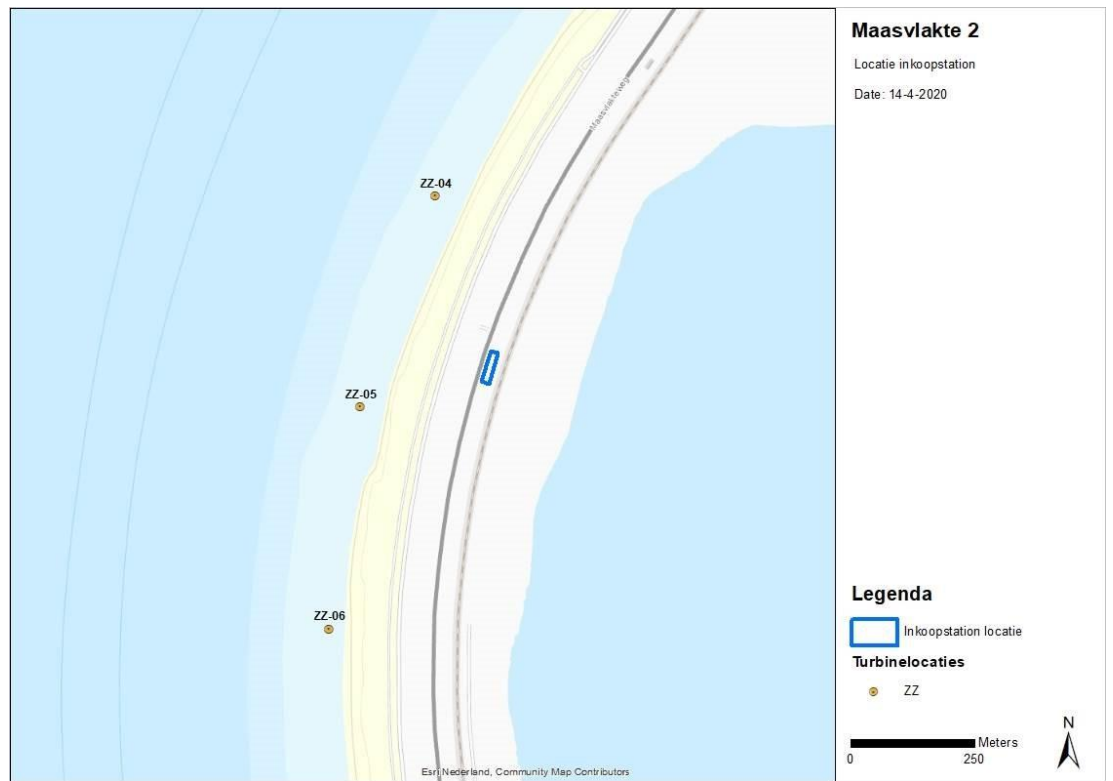 Maasvlakte 2
Locatie inkoopstation
Date: 14-4-2020
Maasvlakteweg
ZZ-04
ZZ-05
ZZ-06
Legenda
Inkoopstation locatie
Turbinelocaties
ZZ
N
Meters
0 250
Esri Nederland, Community Map Contributors